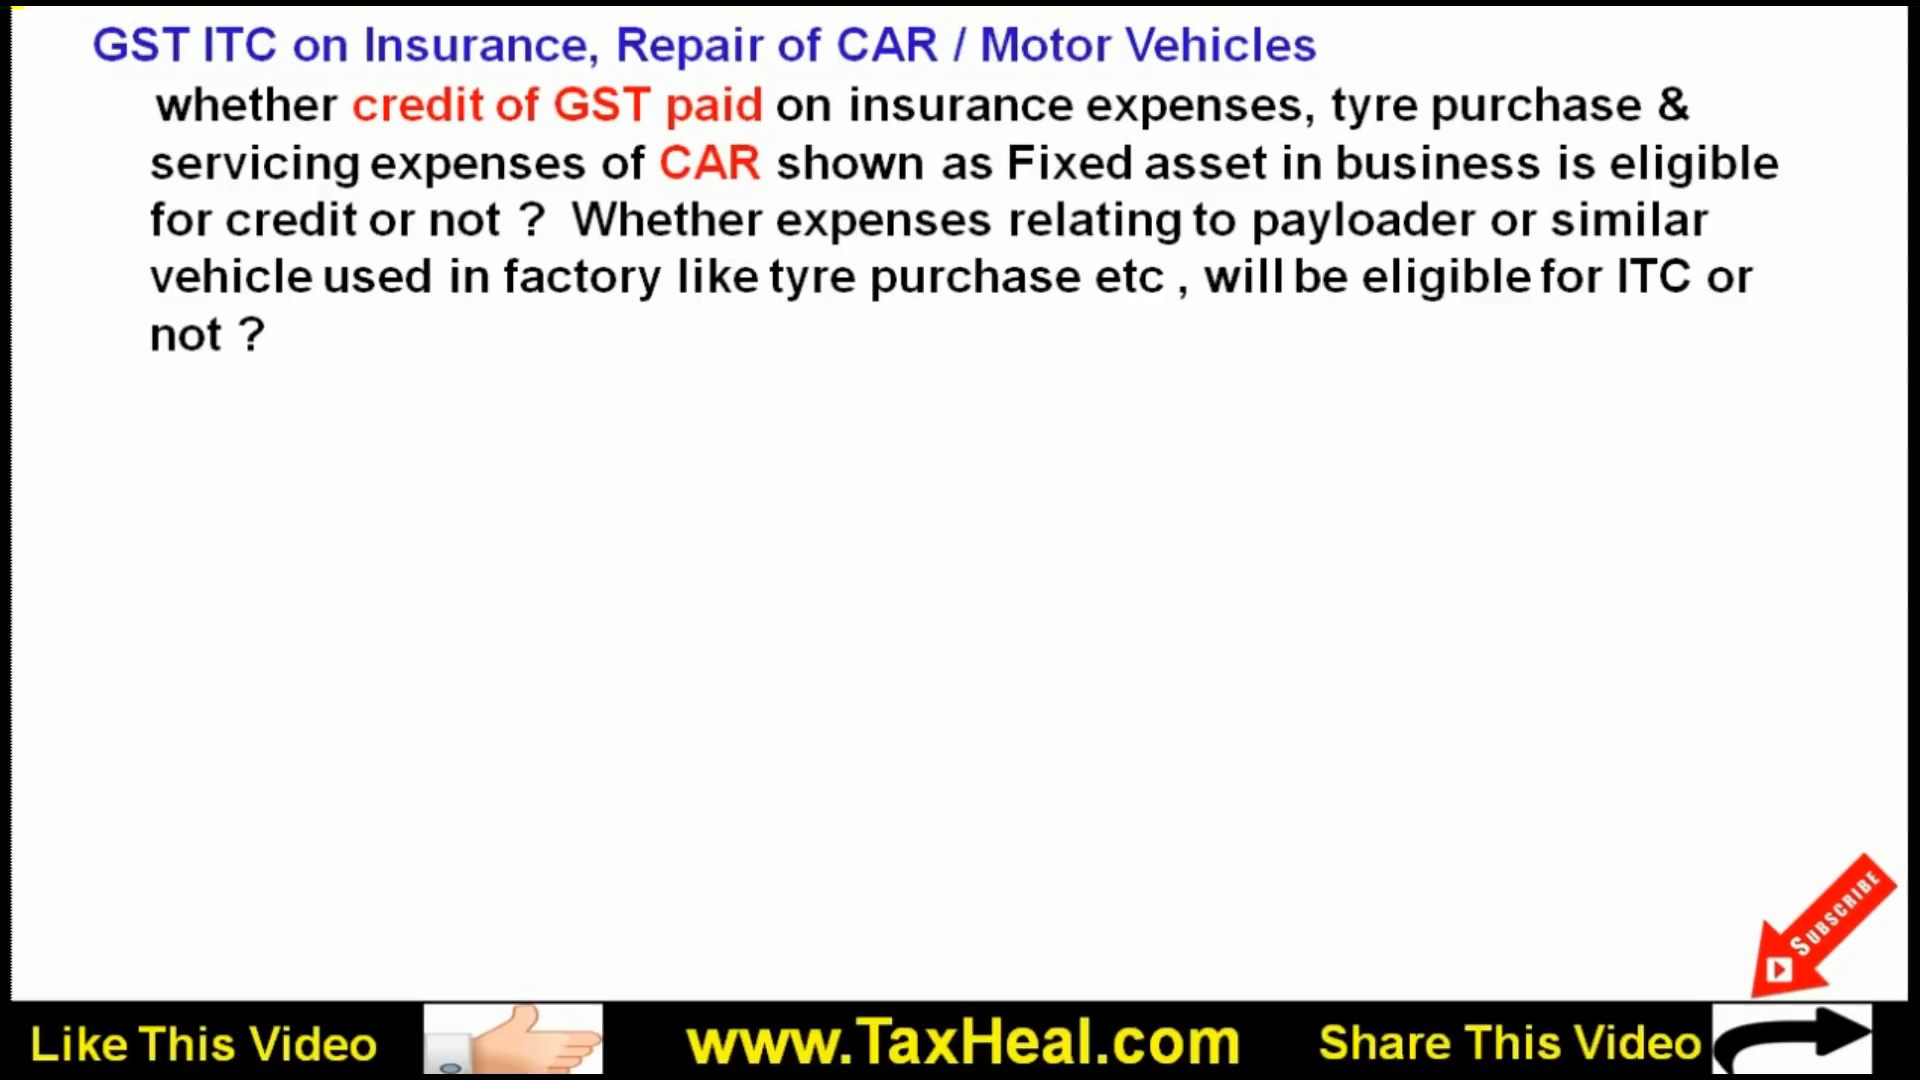 GST ITC on Insurance, Repair of CAR / Motor Vehicles
whether credit of GST paid on insurance expenses, tyre purchase &
servicing expenses of CAR shown as Fixed asset in business is eligible
for credit or not ? Whether expenses relating to payloader or similar
vehicle used in factory like tyre purchase etc , will be eligible for ITC or
not ?
SUBSCRIBE
Like This Video www.TaxHeal.com Share This Video